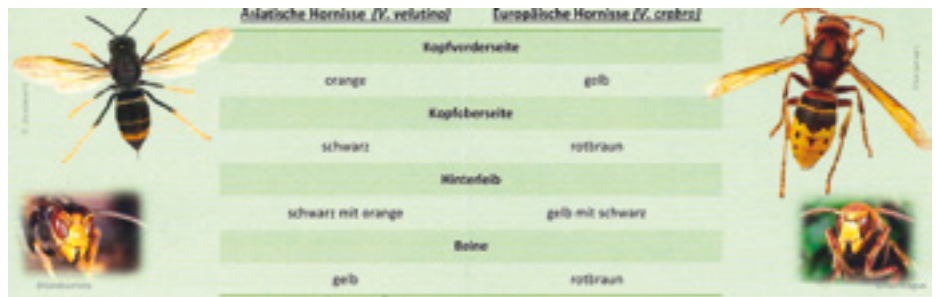 Asiatische Hornisse (V. velutina) Europäische Hornisse (V. crabro)
Kopfvorderseite
orange gelb
Kopfoberseite
schwarz rotbraun
Hinterleib
schwarz mit orange gelb mit schwarz
Beine
gelb rotbraun